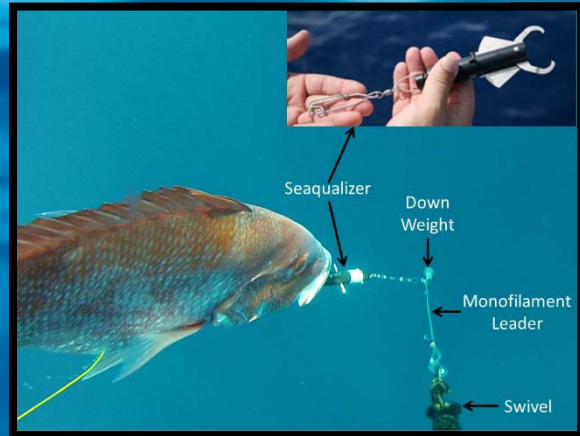 Seaqualizer
Down
Weight
Monofilament
Leader
Swivel